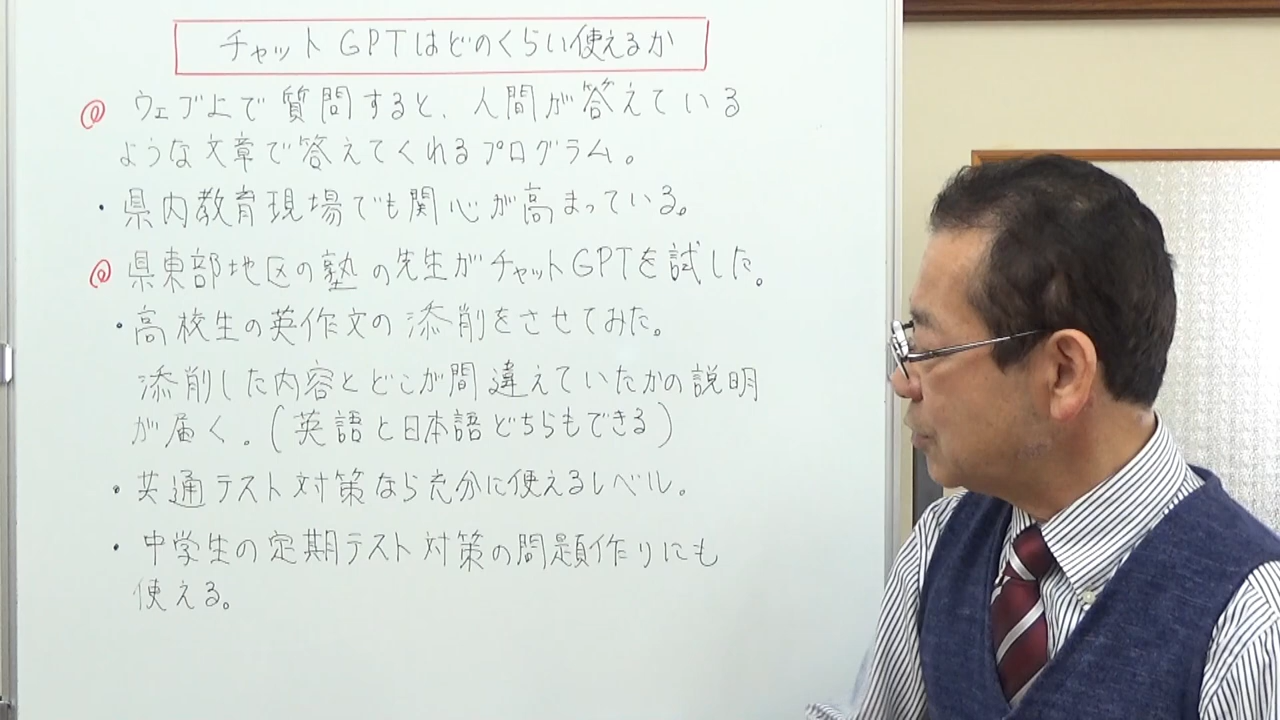 チャットGPTはどのくらい使えるか
@ ウェブ上で質問すると、人間が答えている
ような文章で答えてくれるプログラム。
・県内教育現場でも関心が高まっている。
@ 県東部地区の塾の先生がチャットGPTを試した。
・高校生の英作文の添削をさせてみた。
添削した内容とどこが間違えていたかの説明
が届く。(英語と日本語どちらもできる)
・共通テスト対策なら充分に使えるレベル。
・中学生の定期テスト対策の問題作りにも
使える。